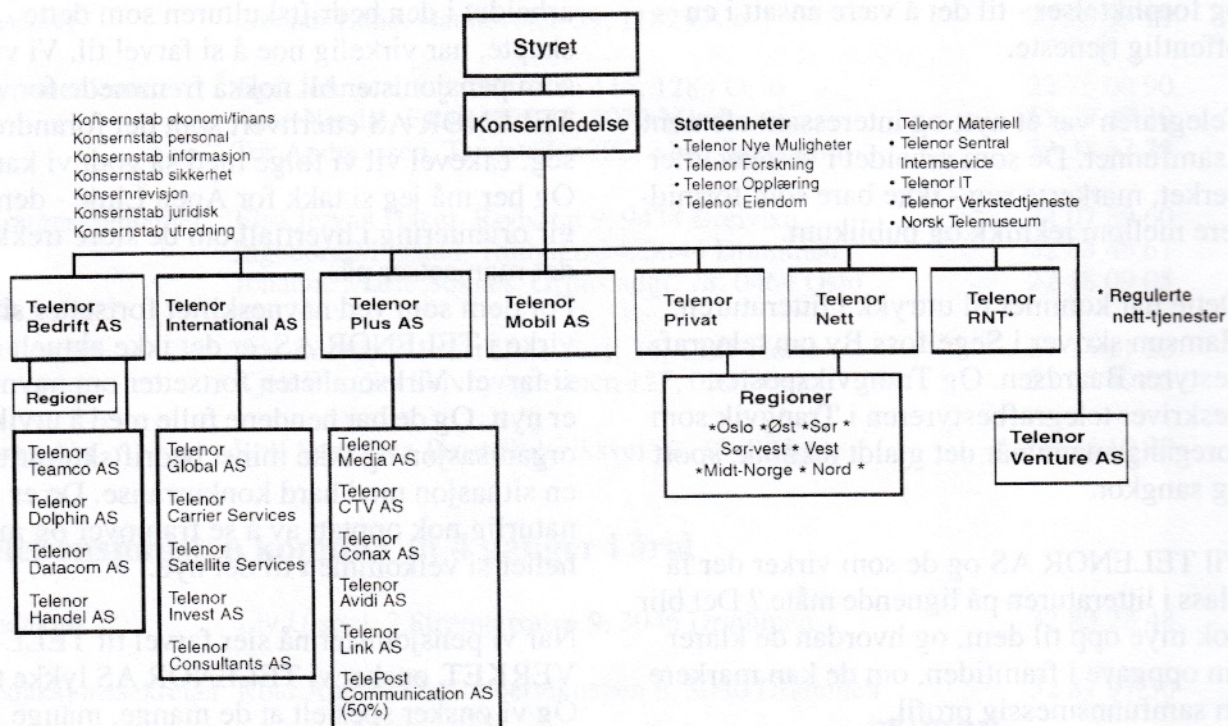 Styret
Konsernledelse
Konsernstab økonomi/finans
Konsernstab personal
Konsernstab informasjon
Konsernstab sikkerhet
Konsernrevisjon
Konsernstab juridisk
Konsernstab utredning
Støtteenheter
• Telenor Nye Muligheter
• Telenor Forskning
• Telenor Opplæring
• Telenor Eiendom
• Telenor Materiell
• Telenor Sentral
Internservice
• Telenor IT
• Telenor Verkstedtjeneste
• Norsk Telemuseum
Telenor
Bedrift AS
Telenor
International AS
Telenor
Plus AS
Telenor
Mobil AS
Telenor
Privat
Telenor
Nett
Telenor
RNT*
* Regulerte
nett-tjenester
Regioner
Telenor
Teamco AS
Telenor
Dolphin AS
Telenor
Datacom AS
Telenor
Handel AS
Telenor
Global AS
Telenor
Carrier Services
Telenor
Satellite Services
Telenor
Invest AS
Telenor
Consultants AS
Telenor
Media AS
Telenor
CTV AS
Telenor
Conax AS
Telenor
Avidi AS
Telenor
Link AS
TelePost
Communication AS
(50%)
Regioner
*Oslo *Øst *Sør *
Sør-Vest * Vest
*Midt-Norge * Nord *
Telenor
Venture AS